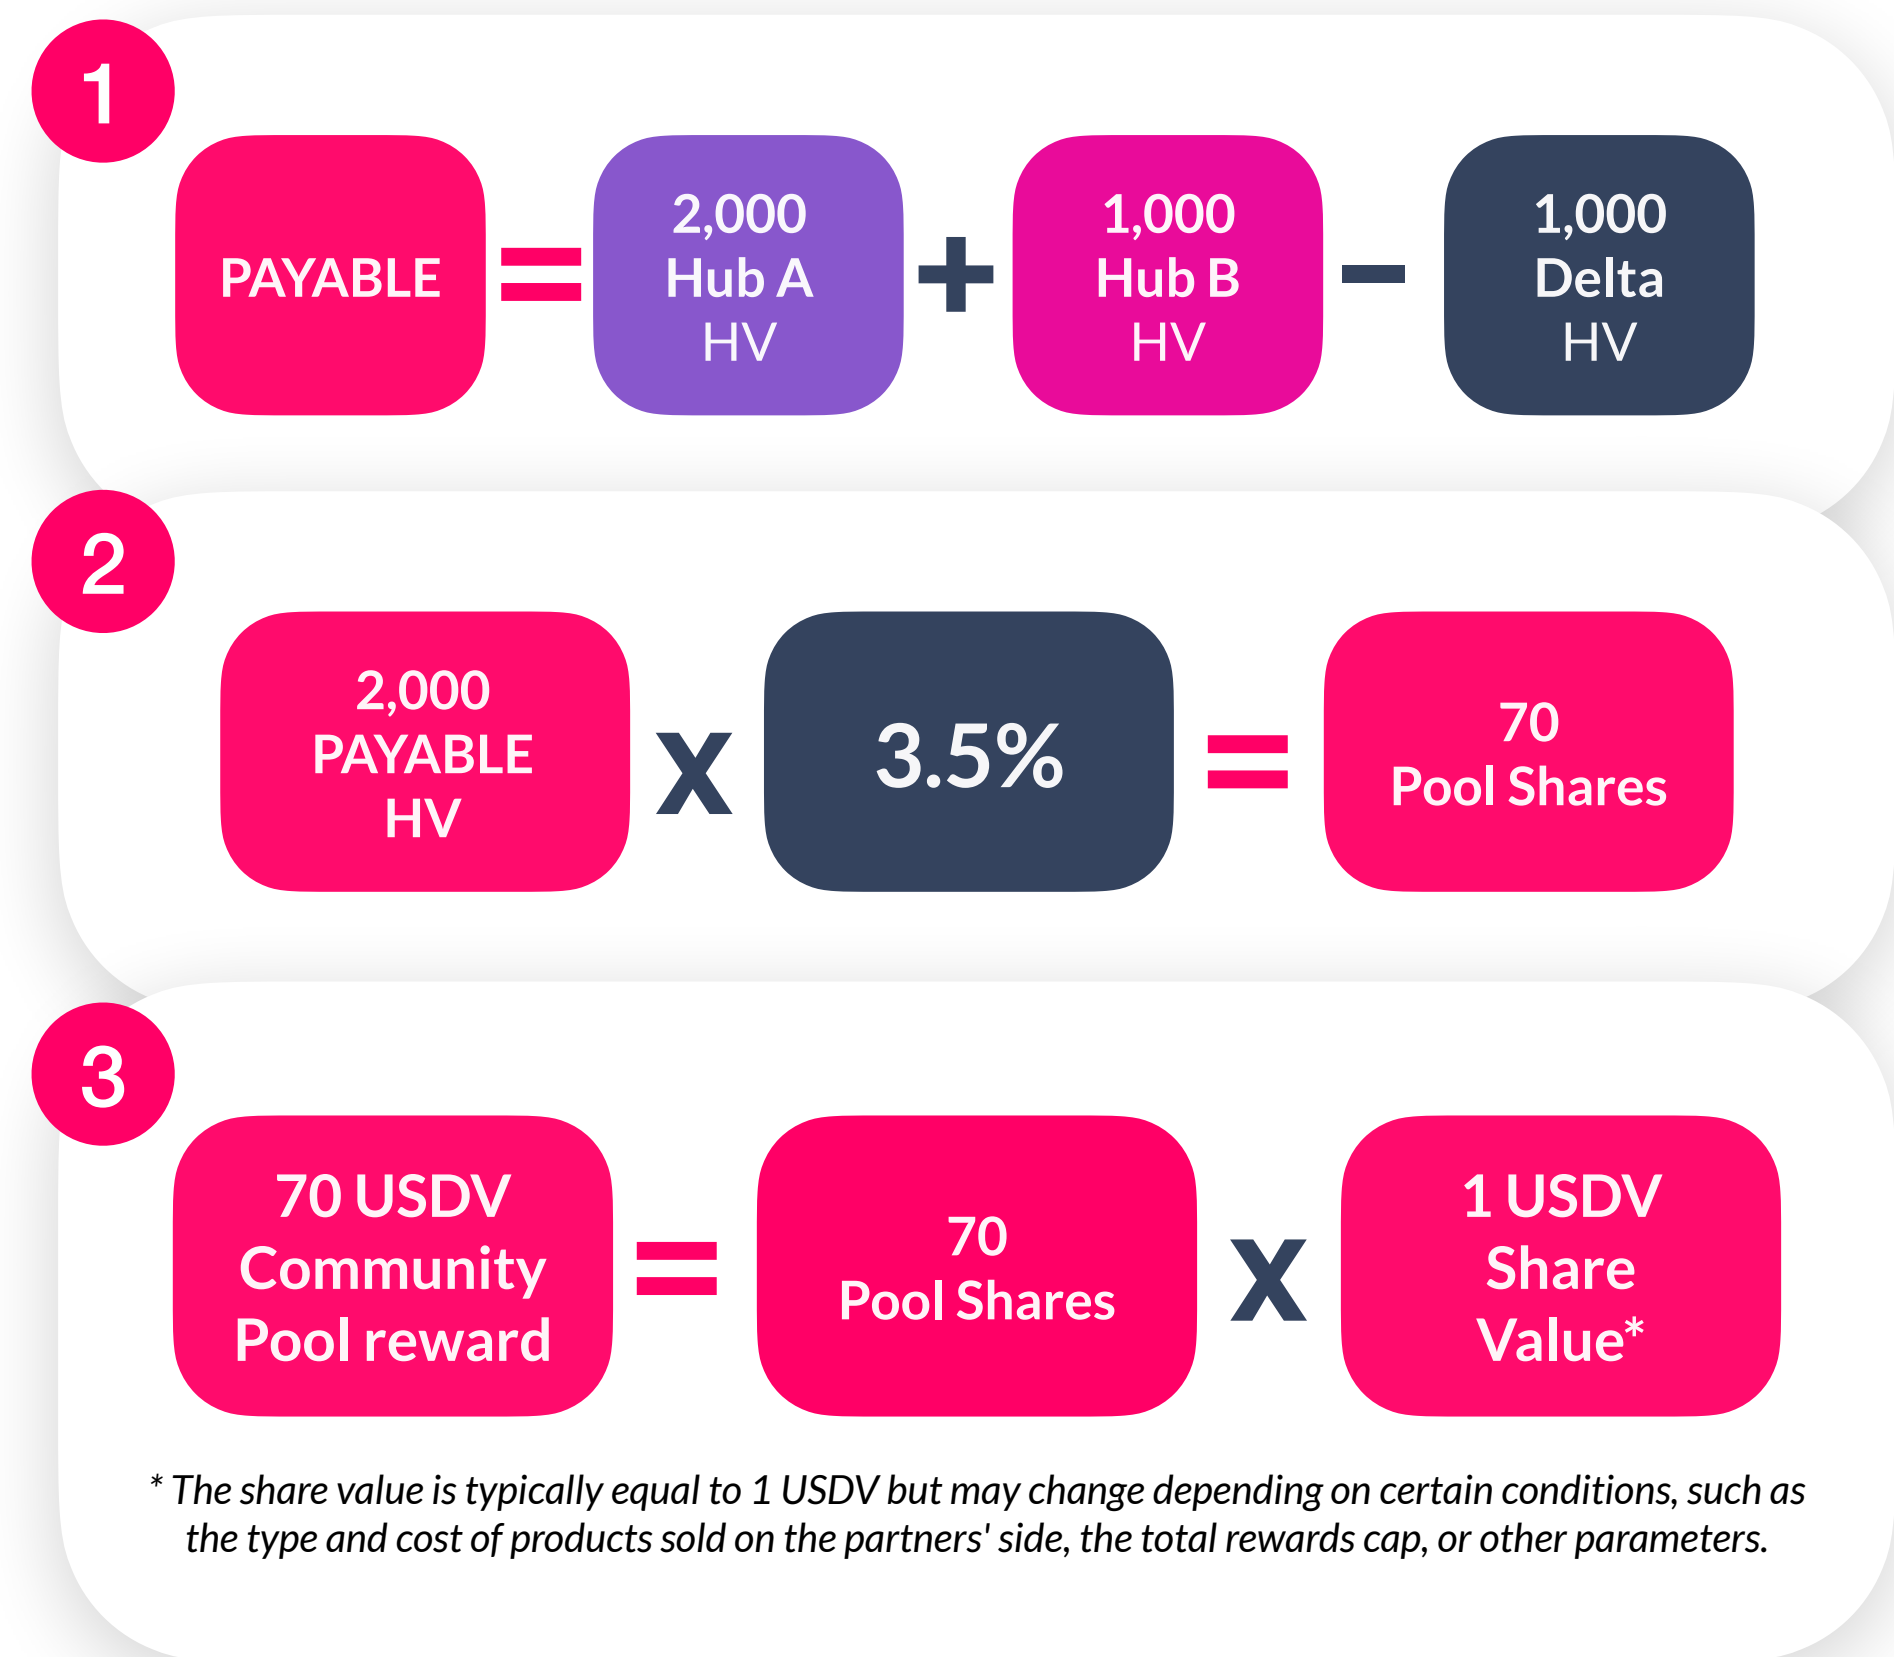 1
PAYABLE
=
2,000
Hub A
HV
+
1,000
Hub B
HV
–
1,000
Delta
HV
2
2,000
PAYABLE
HV
x
3.5%
=
70
Pool Shares
3
70 USDV
Community
Pool reward
=
70
Pool Shares
x
1 USDV
Share
Value*
* The share value is typically equal to 1 USDV but may change depending on certain conditions, such as
the type and cost of products sold on the partners' side, the total rewards cap, or other parameters.